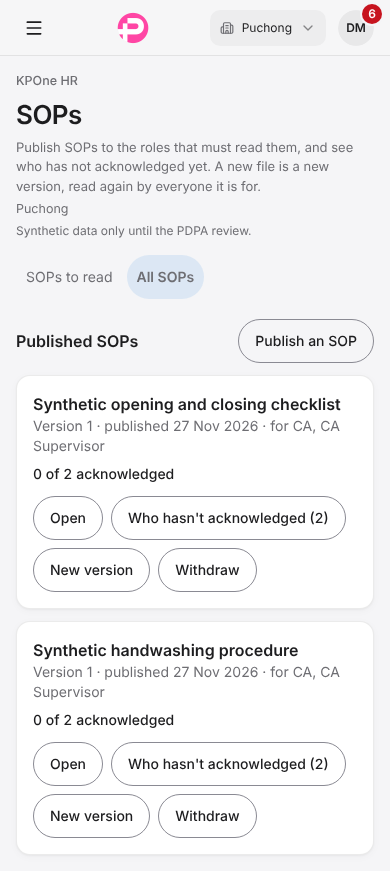 Puchong
DM
6
KPOne HR
SOPs
Publish SOPs to the roles that must read them, and see
who has not acknowledged yet. A new file is a new
version, read again by everyone it is for.
Puchong
Synthetic data only until the PDPA review.
SOPs to read
All SOPs
Published SOPs
Publish an SOP
Synthetic opening and closing checklist
Version 1 · published 27 Nov 2026 · for CA, CA
Supervisor
0 of 2 acknowledged
Open
Who hasn't acknowledged (2)
New version
Withdraw
Synthetic handwashing procedure
Version 1 · published 27 Nov 2026 · for CA, CA
Supervisor
0 of 2 acknowledged
Open
Who hasn't acknowledged (2)
New version
Withdraw